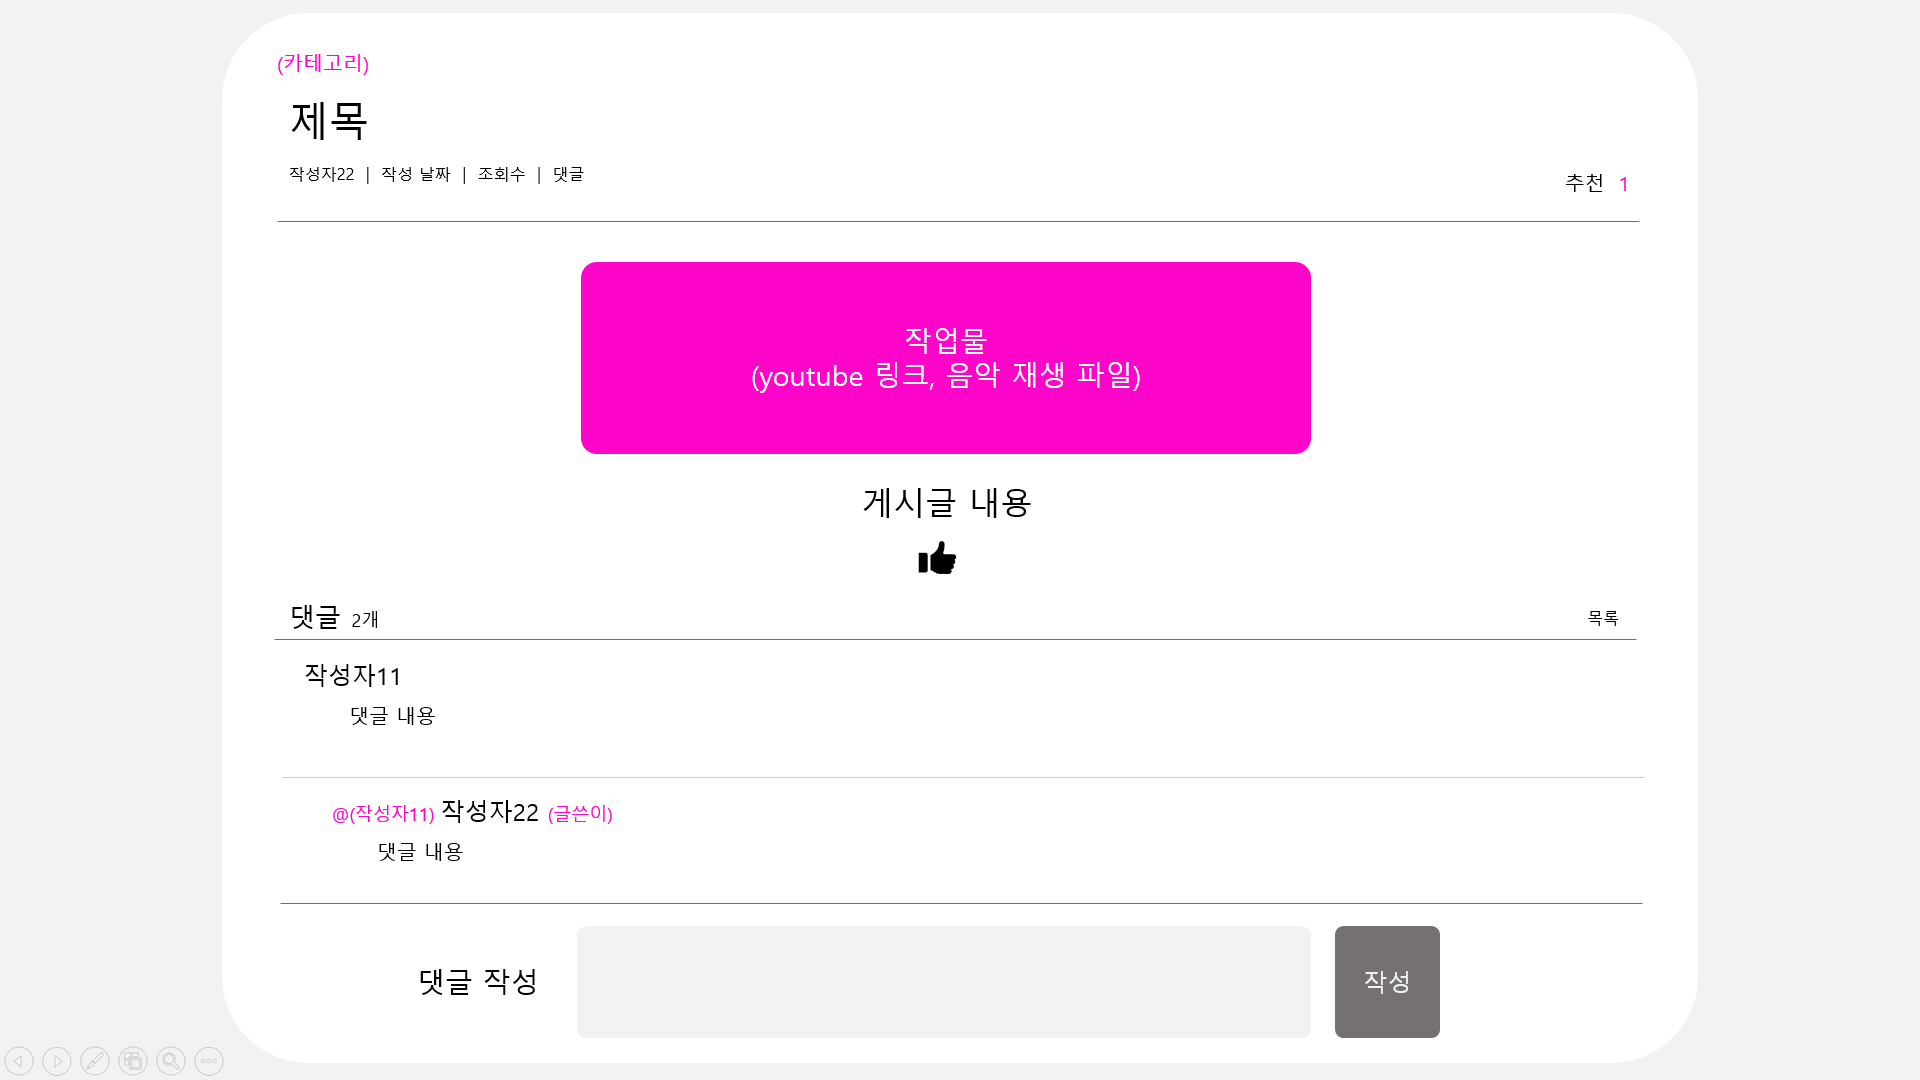 (카테고리)
제목
작성자22 | 작성 날짜 | 조회수 | 댓글
추천 1
작업물
(youtube 링크, 음악 재생 파일)
게시글 내용
댓글 2개
목록
작성자11
댓글 내용
@(작성자11) 작성자22 (글쓴이)
댓글 내용
댓글 작성
작성